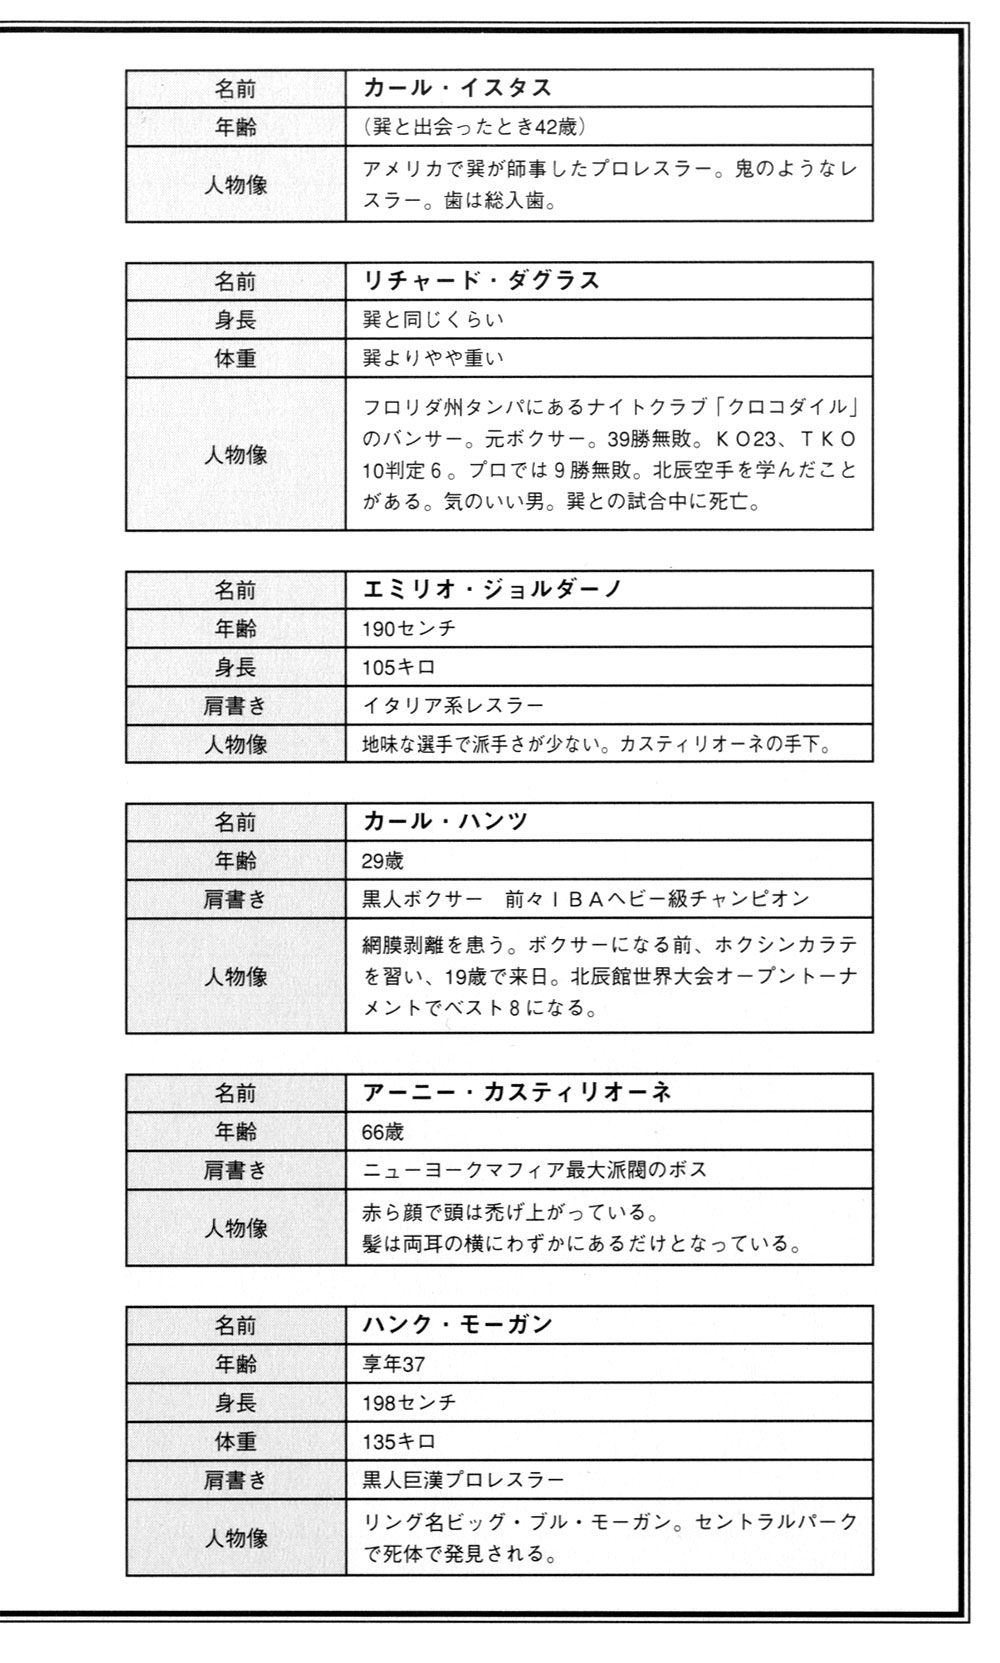 名前 カール・イスタス
年齢 （巽と出会ったとき42歳）
人物像 アメリカで巽が師事したプロレスラー。鬼のようなレ
スラー。歯は総入歯。
名前 リチャード・ダグラス
身長 巽と同じくらい
体重 巽よりやや重い
人物像 フロリダ州タンパにあるナイトクラブ「クロコダイル」
のバンサー。元ボクサー。39勝無敗。ＫＯ23、ＴＫＯ
10判定６。プロでは９勝無敗。北辰空手を学んだこと
がある。気のいい男。巽との試合中に死亡。
名前 エミリオ・ジョルダーノ
年齢 190センチ
身長 105キロ
肩書き イタリア系レスラー
人物像 地味な選手で派手さが少ない。カスティリオーネの手下。
名前 カール・ハンツ
年齢 29歳
肩書き 黒人ボクサー　前々ＩＢＡヘビー級チャンピオン
人物像 網膜剥離を患う。ボクサーになる前、ホクシンカラテ
を習い、19歳で来日。北辰館世界大会オープントーナ
メントでベスト８になる。
名前 アーニー・カスティリオーネ
年齢 66歳
肩書き ニューヨークマフィア最大派閥のボス
人物像 赤ら顔で頭は禿げ上がっている。
髪は両耳の横にわずかにあるだけとなっている。
名前 ハンク・モーガン
年齢 享年37
身長 198センチ
体重 135キロ
肩書き 黒人巨漢プロレスラー
人物像 リング名ビッグ・ブル・モーガン。セントラルパーク
で死体で発見される。